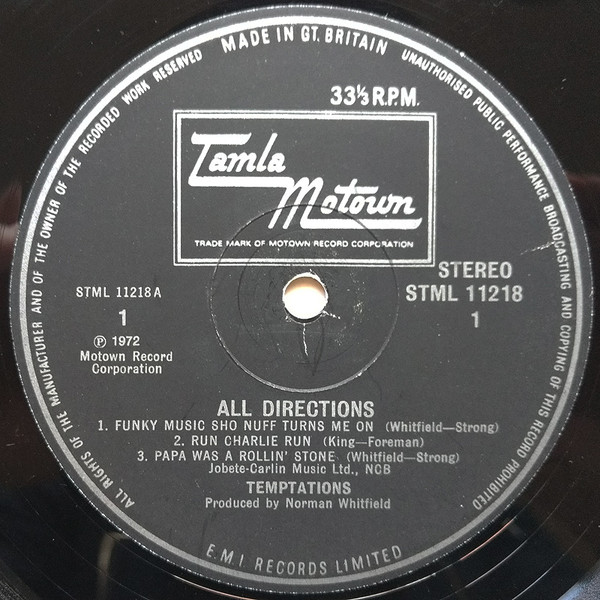 ALL RIGHTS OF THE MANUFACTURER AND OF THE OWNER OF THE RECORDED WORK RESERVED
MADE IN GT. BRITAIN
UNAUTHORISED PUBLIC PERFORMANCE BROADCASTING AND COPYING OF THIS RECORD PROHIBITED
33⅓ R.P.M.
Tamla
Motown
TRADE MARK OF MOTOWN RECORD CORPORATION
STML 11218 A
1
℗ 1972
Motown Record
Corporation
STEREO
STML 11218
1
ALL DIRECTIONS
1. FUNKY MUSIC SHO NUFF TURNS ME ON (Whitfield—Strong)
2. RUN CHARLIE RUN (King—Foreman)
3. PAPA WAS A ROLLIN' STONE (Whitfield—Strong)
Jobete-Carlin Music Ltd., NCB
TEMPTATIONS
Produced by Norman Whitfield
E.M.I RECORDS LIMITED